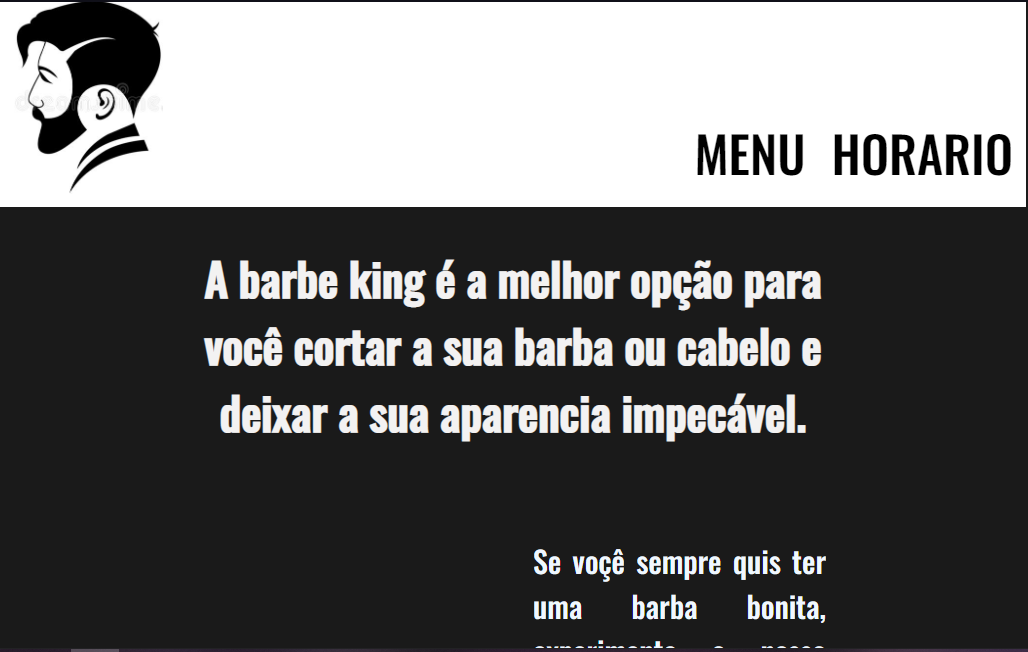 MENU HORARIO
A barbe king é a melhor opção para
você cortar a sua barba ou cabelo e
deixar a sua aparencia impecável.
Se voçê sempre quis ter
uma barba bonita,